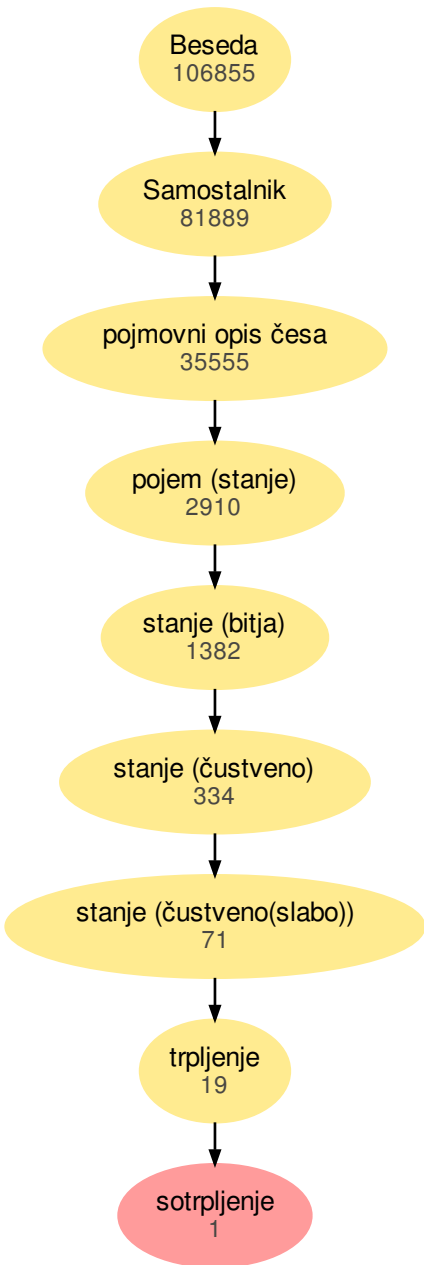 Beseda
106855
Samostalnik
81889
pojmovni opis česa
35555
pojem (stanje)
2910
stanje (bitja)
1382
stanje (čustveno)
334
stanje (čustveno(slabo))
71
trpljenje
19
sotrpljenje
1